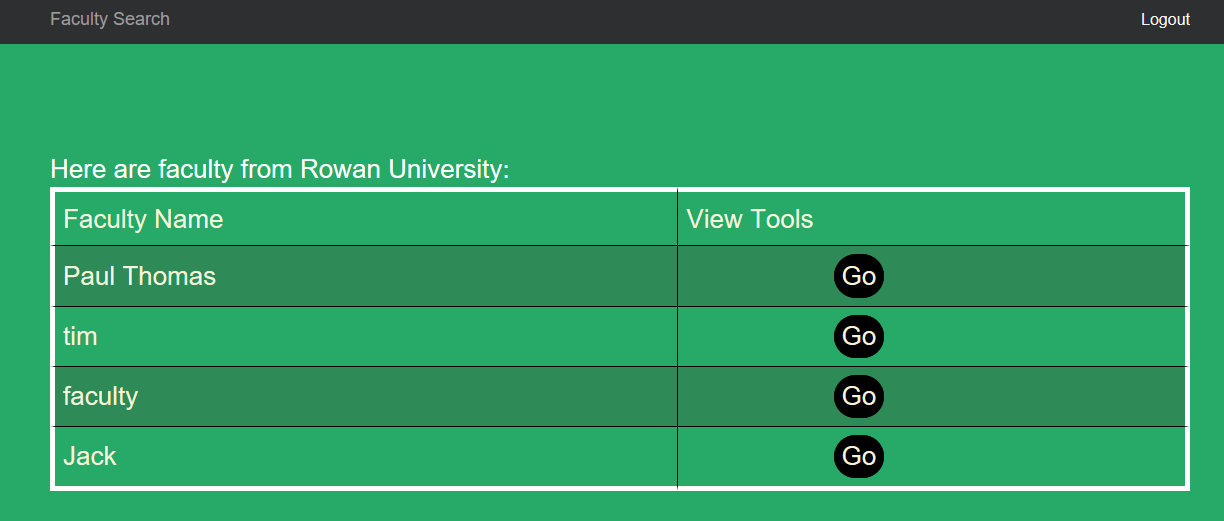 Faculty Search Logout
Here are faculty from Rowan University:
Faculty Name View Tools
Paul Thomas Go
tim Go
faculty Go
Jack Go